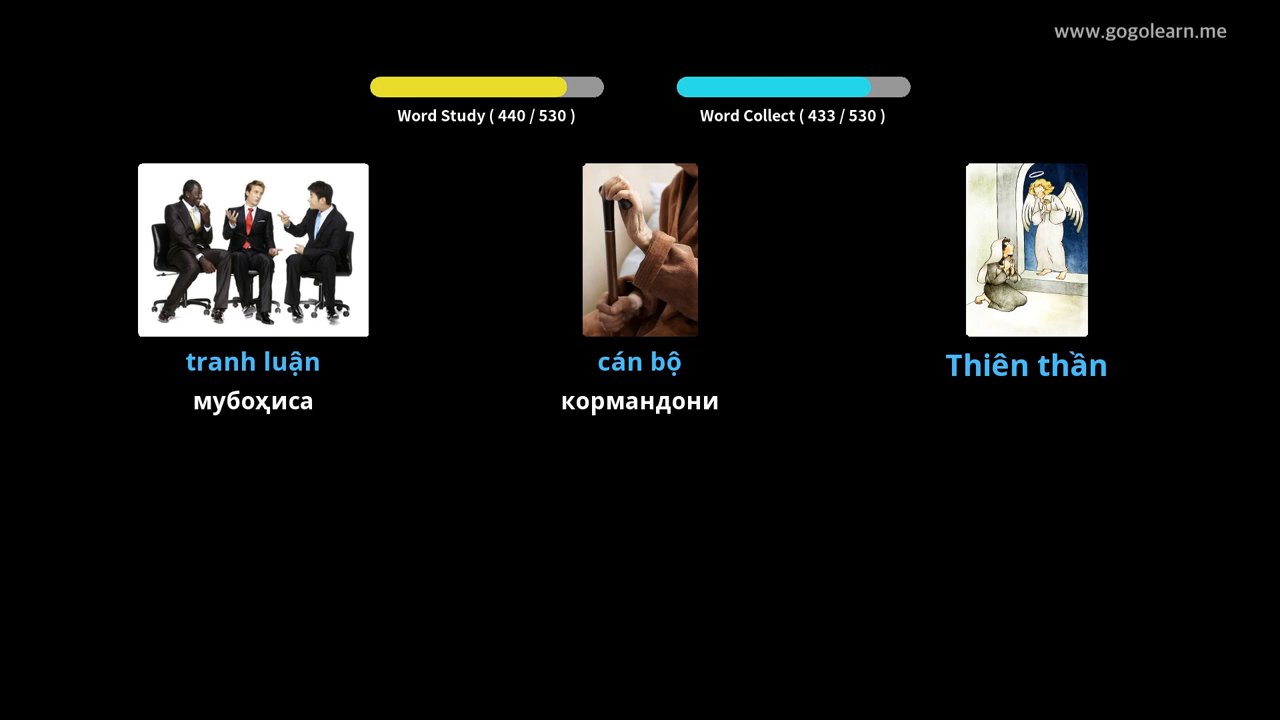 www.gogolearn.me
Word Study ( 440 / 530 )
Word Collect ( 433 / 530 )
tranh luận
мубоҳиса
cán bộ
кормандони
Thiên thần